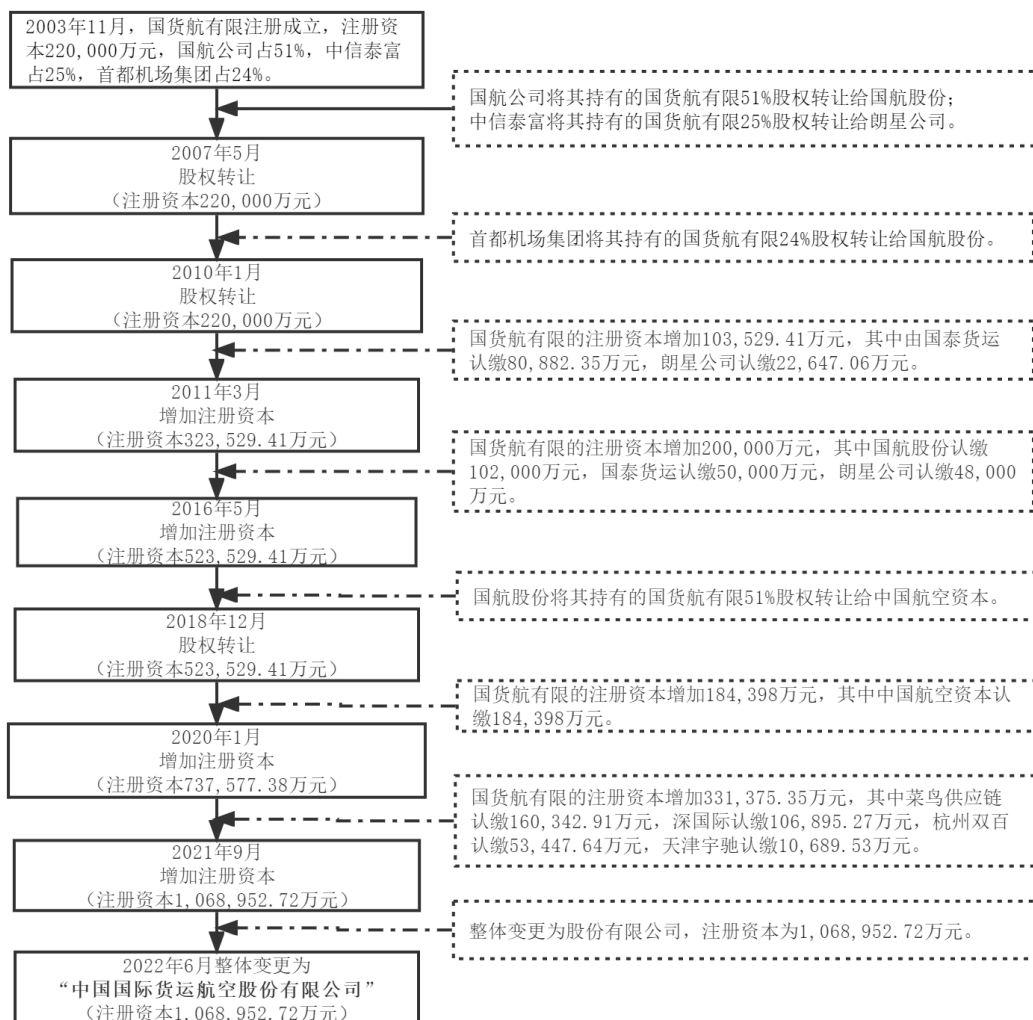 2003年11月，国货航有限注册成立，注册资
本220,000万元，国航公司占51%，中信泰富
占25%，首都机场集团占24%。
国航公司将其持有的国货航有限51%股权转让给国航股份；
中信泰富将其持有的国货航有限25%股权转让给朗星公司。
2007年5月
股权转让
（注册资本220,000万元）
首都机场集团将其持有的国货航有限24%股权转让给国航股份。
2010年1月
股权转让
（注册资本220,000万元）
国货航有限的注册资本增加103,529.41万元，其中由国泰货运
认缴80,882.35万元，朗星公司认缴22,647.06万元。
2011年3月
增加注册资本
（注册资本323,529.41万元）
国货航有限的注册资本增加200,000万元，其中国航股份认缴
102,000万元，国泰货运认缴50,000万元，朗星公司认缴48,000
万元。
2016年5月
增加注册资本
（注册资本523,529.41万元）
国航股份将其持有的国货航有限51%股权转让给中国航空资本。
2018年12月
股权转让
（注册资本523,529.41万元）
国货航有限的注册资本增加184,398万元，其中中国航空资本认
缴184,398万元。
2020年1月
增加注册资本
（注册资本737,577.38万元）
国货航有限的注册资本增加331,375.35万元，其中菜鸟供应链
认缴160,342.91万元，深国际认缴106,895.27万元，杭州双百
认缴53,447.64万元，天津宇驰认缴10,689.53万元。
2021年9月
增加注册资本
（注册资本1,068,952.72万元）
整体变更为股份有限公司，注册资本为1,068,952.72万元。
2022年6月整体变更为
“中国国际货运航空股份有限公司”
（注册资本1,068,952.72万元）